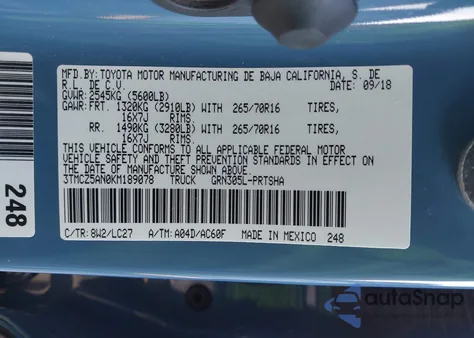 MFD.BY:TOYOTA MOTOR MANUFACTURING DE BAJA CALIFORNIA, S. DE
R.L. DE C.V. DATE: 09/18
GVWR: 2545KG (5600LB)
GAWR: FRT. 1320KG (2910LB) WITH 265/70R16 TIRES,
16X7J RIMS.
RR. 1490KG (3280LB) WITH 265/70R16 TIRES,
16X7J RIMS.
THIS VEHICLE CONFORMS TO ALL APPLICABLE FEDERAL MOTOR
VEHICLE SAFETY AND THEFT PREVENTION STANDARDS IN EFFECT
ON THE DATE OF MANUFACTURE SHOWN ABOVE.
3TMCZ5AN0KM189078 TRUCK GRN305L-PRTSHA
C/TR: 8W2/LC27 A/TM: A04D/AC60F MADE IN MEXICO 248
248
autoSnap